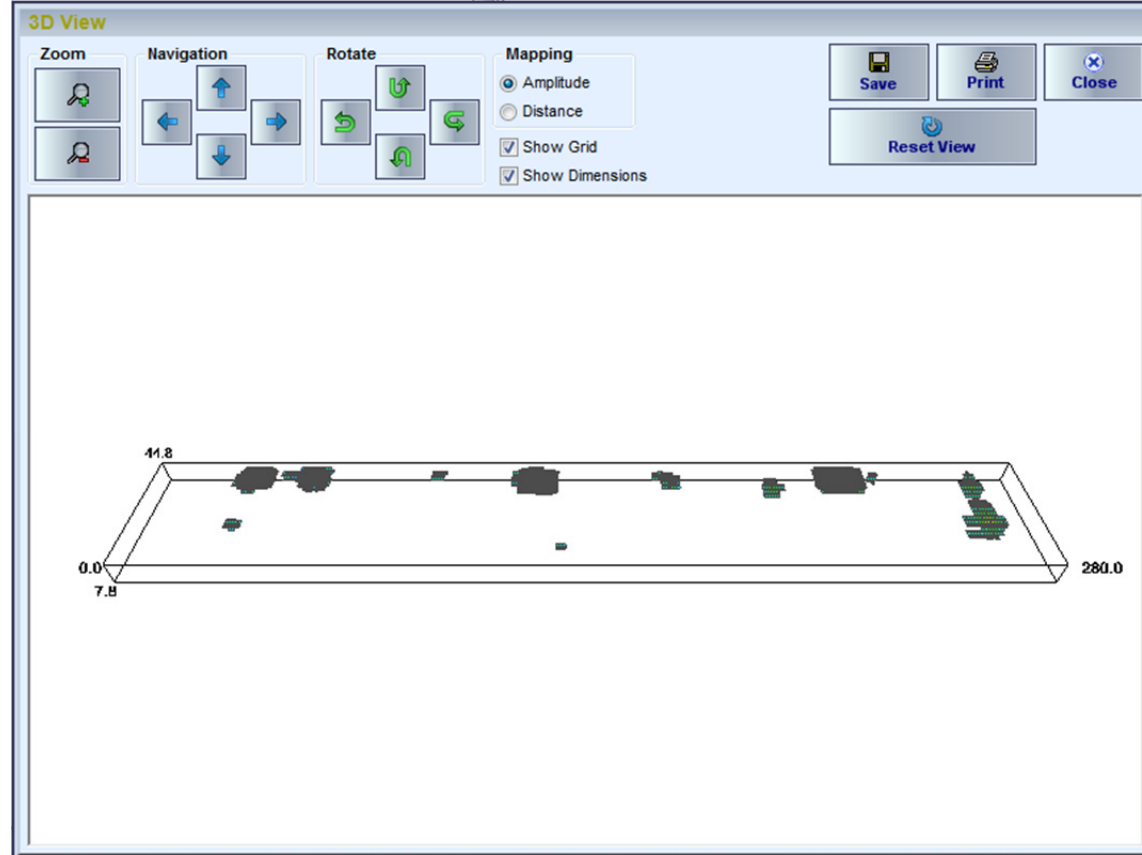 3D View
Zoom
Navigation
Rotate
Mapping
Amplitude
Distance
Show Grid
Show Dimensions
Save
Print
Close
Reset View
44.8
0.0
7.8
280.0